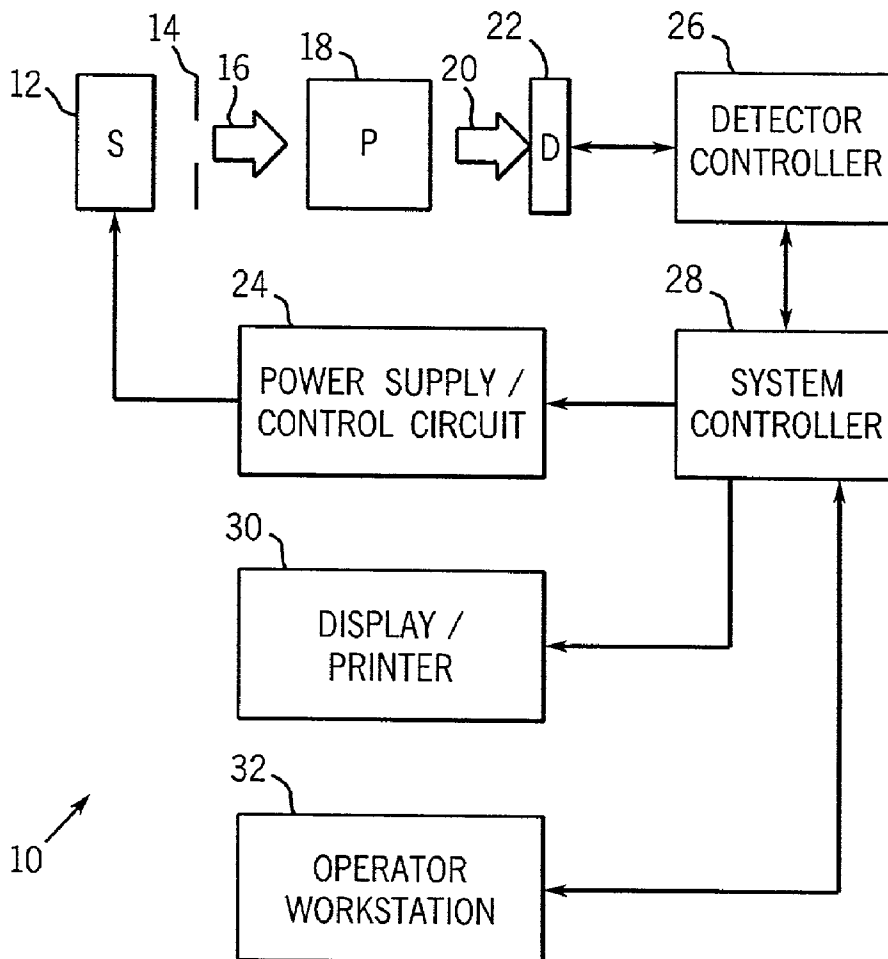 14
18
22
26
12
16
20
S
P
D
DETECTOR
CONTROLLER
24
28
POWER SUPPLY /
CONTROL CIRCUIT
SYSTEM
CONTROLLER
30
DISPLAY /
PRINTER
32
10
OPERATOR
WORKSTATION